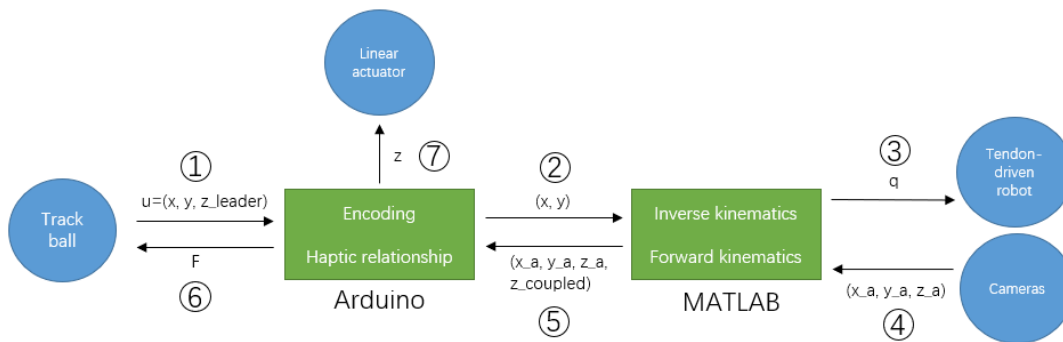 Linear
actuator
①
z
⑦
②
③
u=(x, y, z_leader)
(x, y)
q
Tendon-
driven
robot
Track
ball
Encoding
Haptic relationship
Inverse kinematics
Forward kinematics
F
(x_a, y_a, z_a,
z_coupled)
(x_a, y_a, z_a)
Cameras
⑥
Arduino
⑤
MATLAB
④